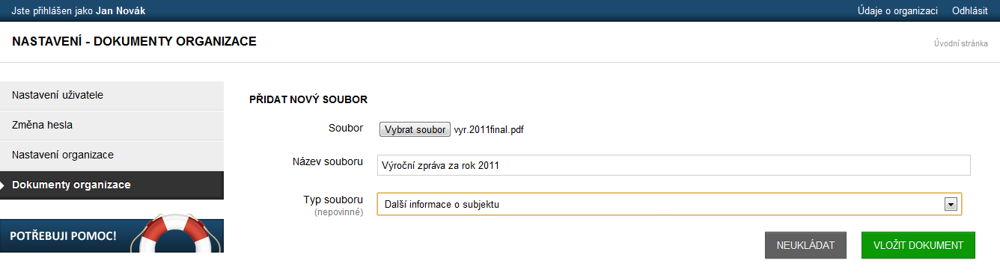 Jste přihlášen jako Jan Novák
Údaje o organizaci Odhlásit
NASTAVENÍ - DOKUMENTY ORGANIZACE
Úvodní stránka
Nastavení uživatele
Změna hesla
Nastavení organizace
Dokumenty organizace
POTŘEBUJI POMOC!
PŘIDAT NOVÝ SOUBOR
Soubor Vybrat soubor vyr.2011final.pdf
Název souboru Výroční zpráva za rok 2011
Typ souboru Další informace o subjektu
(nepovinné)
NEUKLÁDAT VLOŽIT DOKUMENT